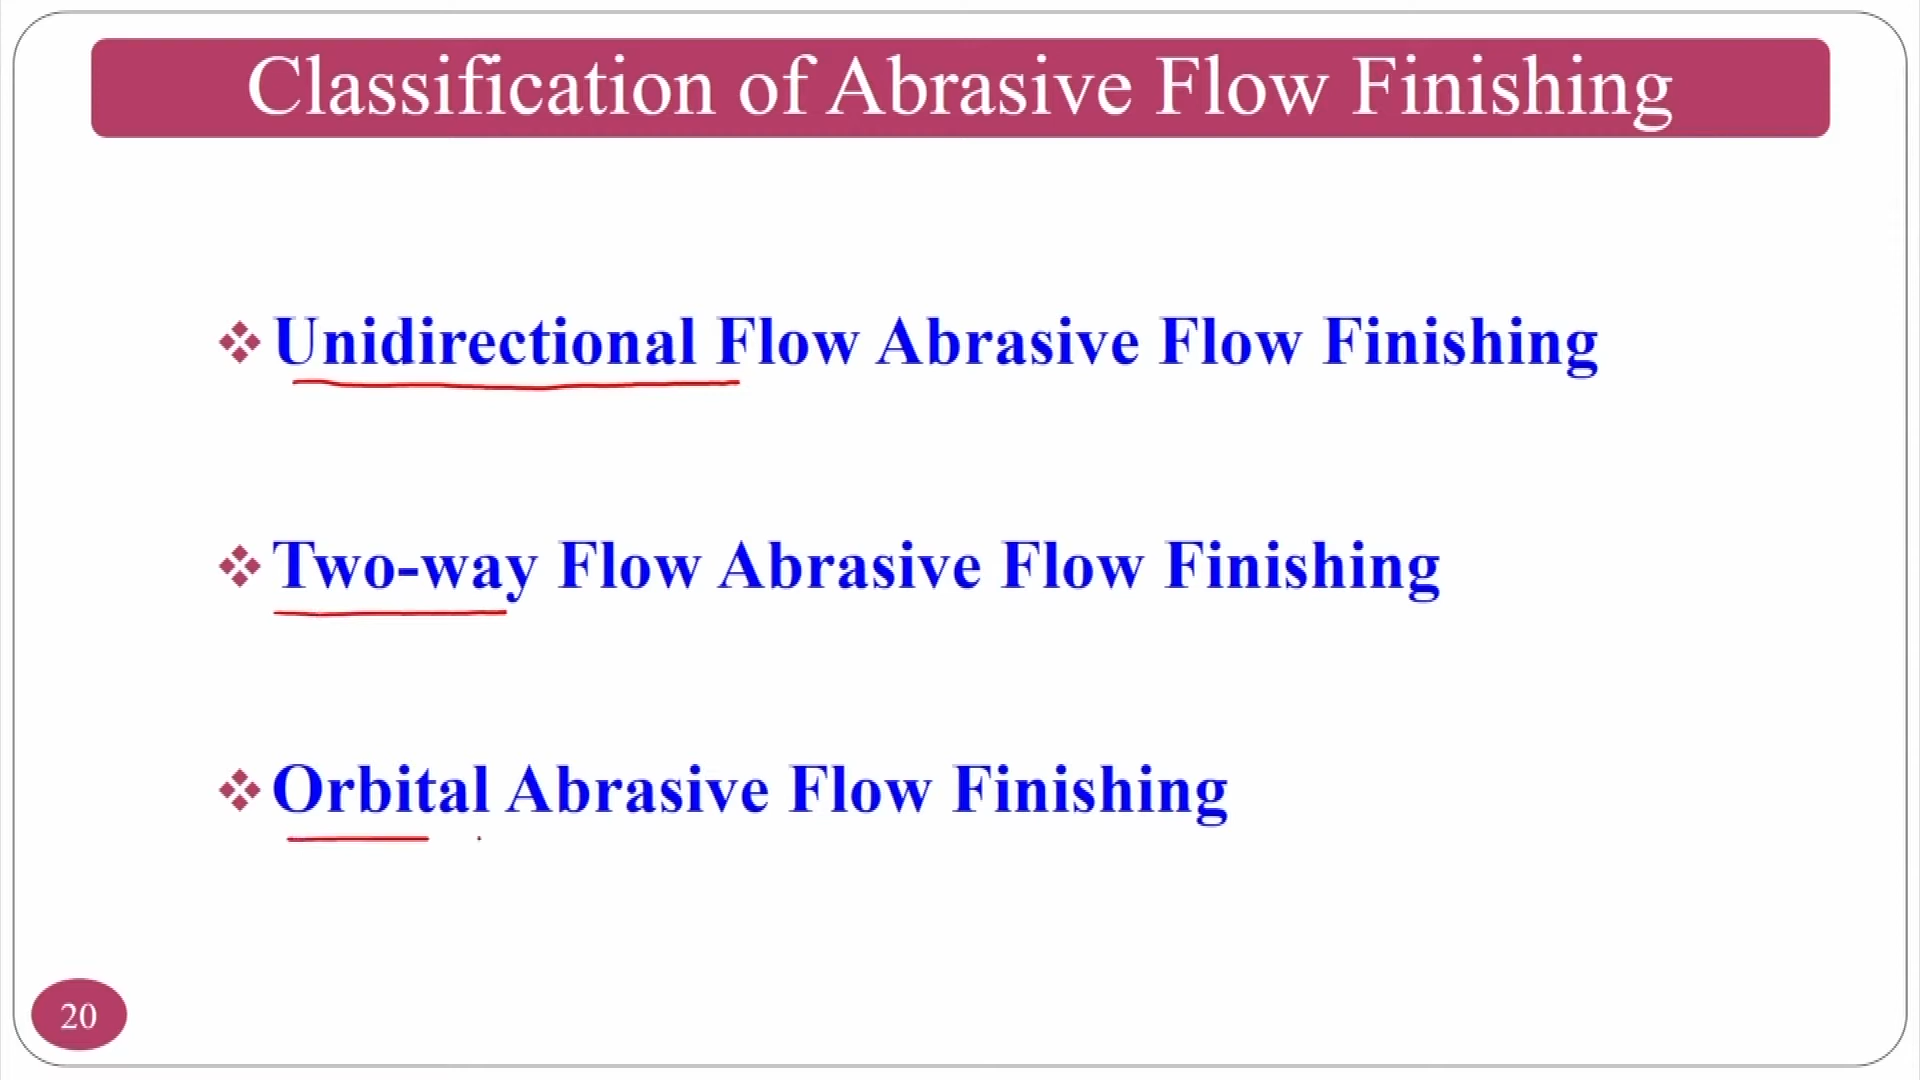 Classification of Abrasive Flow Finishing
Unidirectional Flow Abrasive Flow Finishing
Two-way Flow Abrasive Flow Finishing
Orbital Abrasive Flow Finishing
20